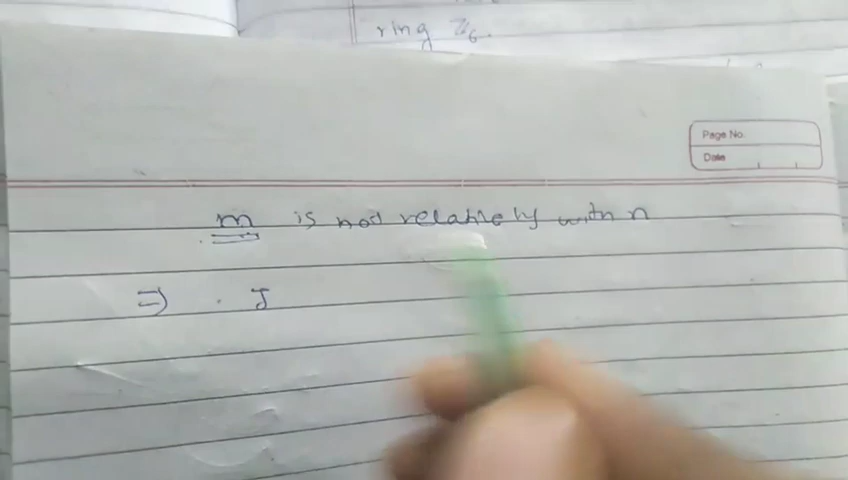 ring Z₆.
Page No.
Date
m is not relatively with n
⇒ . J